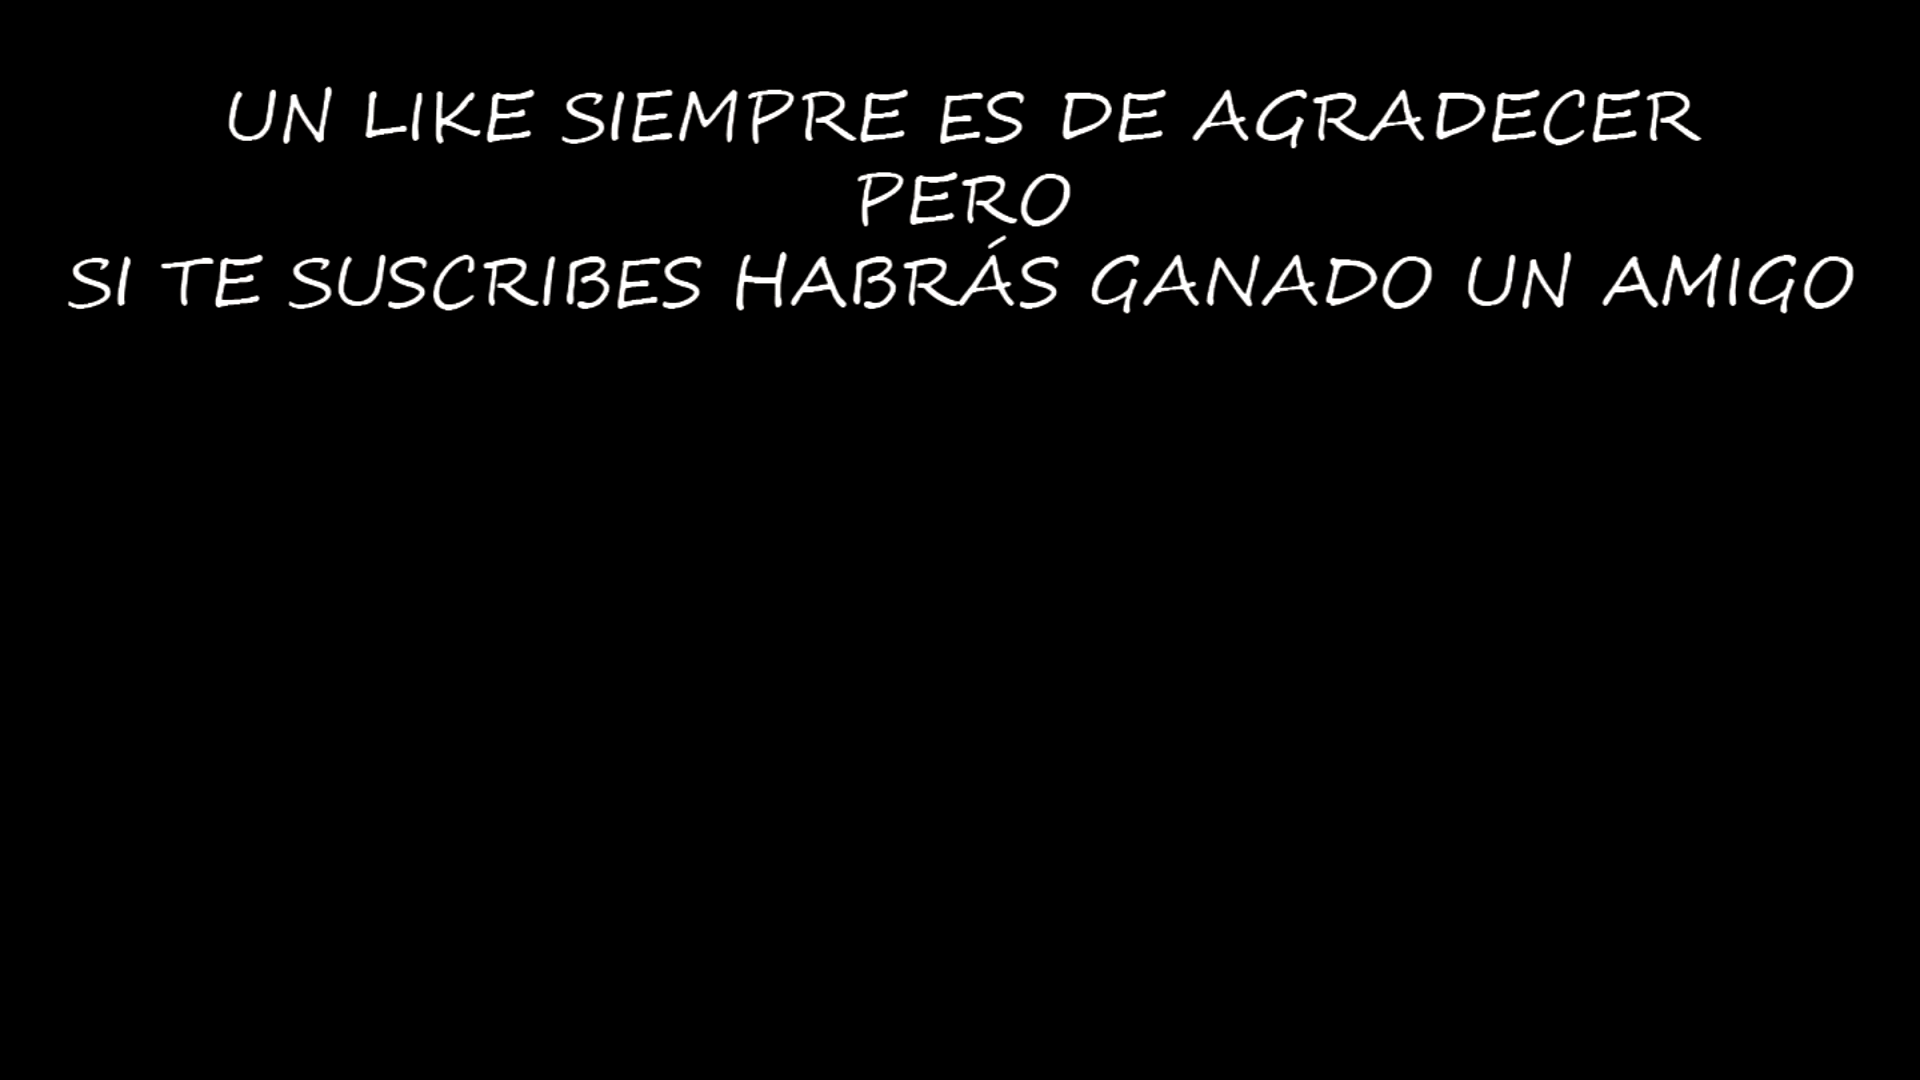 UN LIKE SIEMPRE ES DE AGRADECER
PERO
SI TE SUSCRIBES HABRÁS GANADO UN AMIGO